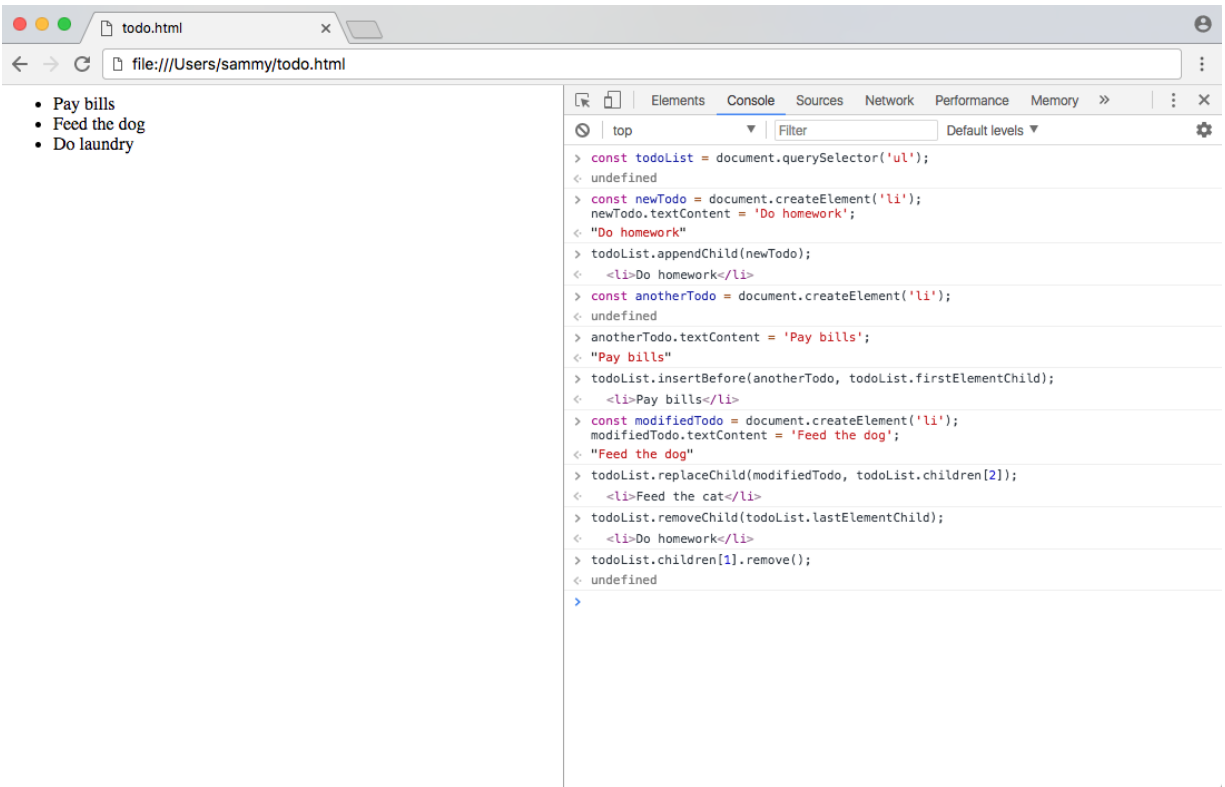 todo.html
file:///Users/sammy/todo.html
Pay bills
Feed the dog
Do laundry
Elements Console Sources Network Performance Memory »
top Filter Default levels
> const todoList = document.querySelector('ul');
undefined
> const newTodo = document.createElement('li');
newTodo.textContent = 'Do homework';
"Do homework"
> todoList.appendChild(newTodo);
<li>Do homework</li>
> const anotherTodo = document.createElement('li');
undefined
> anotherTodo.textContent = 'Pay bills';
"Pay bills"
> todoList.insertBefore(anotherTodo, todoList.firstElementChild);
<li>Pay bills</li>
> const modifiedTodo = document.createElement('li');
modifiedTodo.textContent = 'Feed the dog';
"Feed the dog"
> todoList.replaceChild(modifiedTodo, todoList.children[2]);
<li>Feed the cat</li>
> todoList.removeChild(todoList.lastElementChild);
<li>Do homework</li>
> todoList.children[1].remove();
undefined
>